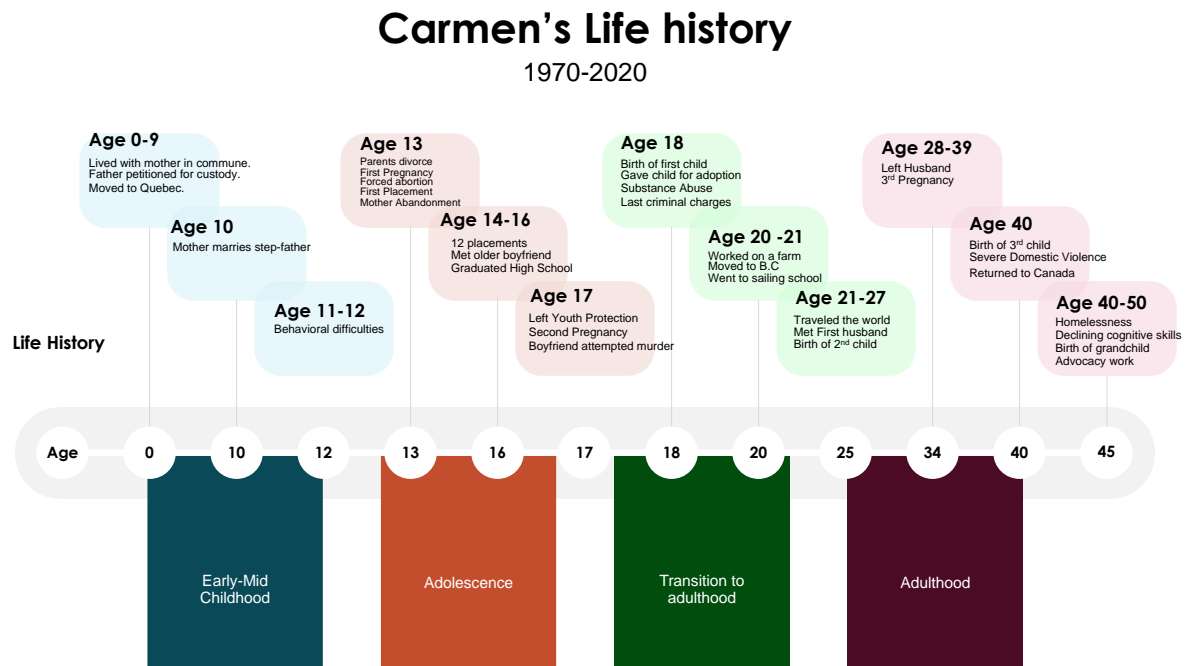 Carmen’s Life history
1970-2020
Age 0-9
Lived with mother in commune.
Father petitioned for custody.
Moved to Quebec.
Age 10
Mother marries step-father
Age 11-12
Behavioral difficulties
Age 13
Parents divorce
First Pregnancy
Forced abortion
First Placement
Mother Abandonment
Age 14-16
12 placements
Met older boyfriend
Graduated High School
Age 17
Left Youth Protection
Second Pregnancy
Boyfriend attempted murder
Age 18
Birth of first child
Gave child for adoption
Substance Abuse
Last criminal charges
Age 20 -21
Worked on a farm
Moved to B.C
Went to sailing school
Age 21-27
Traveled the world
Met First husband
Birth of 2nd child
Age 28-39
Left Husband
3rd Pregnancy
Age 40
Birth of 3rd child
Severe Domestic Violence
Returned to Canada
Age 40-50
Homelessness
Declining cognitive skills
Birth of grandchild
Advocacy work
Life History
Age 0 10 12 13 16 17 18 20 25 34 40 45
Early-Mid
Childhood
Adolescence
Transition to
adulthood
Adulthood